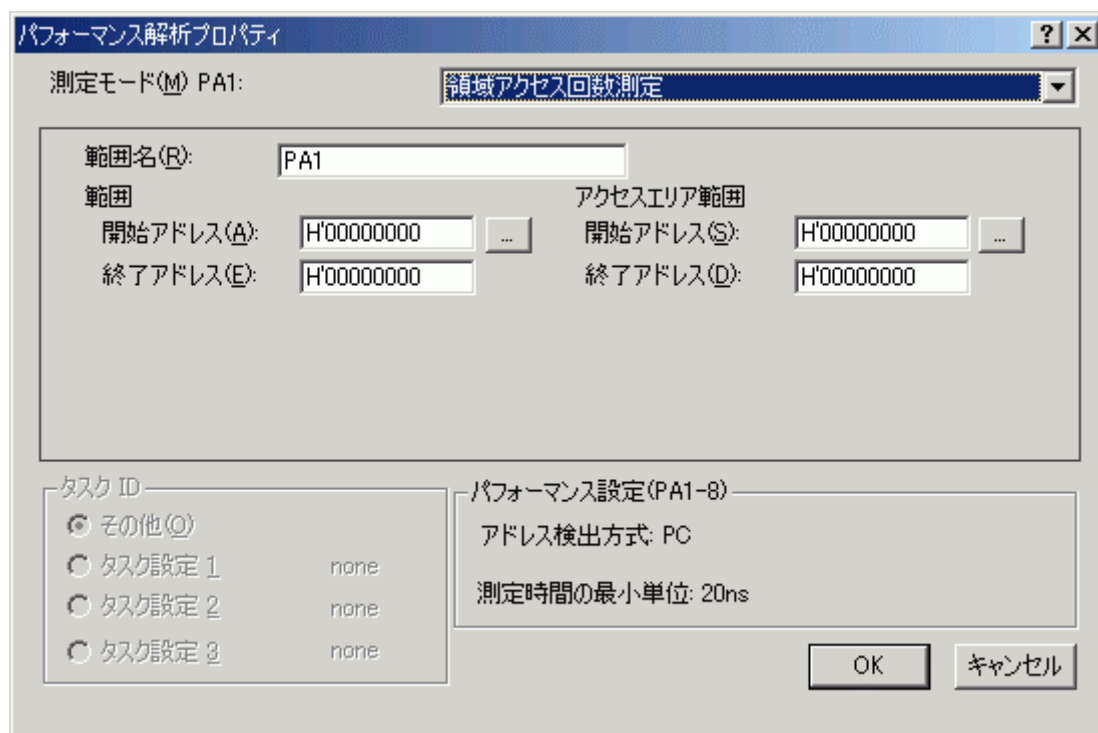 パフォーマンス解析プロパティ
測定モード(M) PA1: 領域アクセス回数測定
範囲名(R): PA1
範囲 アクセスエリア範囲
開始アドレス(A): H'00000000 ... 開始アドレス(S): H'00000000 ...
終了アドレス(E): H'00000000 終了アドレス(D): H'00000000
タスク ID
その他(O)
タスク設定 1 none
タスク設定 2 none
タスク設定 3 none
パフォーマンス設定(PA1-8)
アドレス検出方式: PC
測定時間の最小単位: 20ns
OK キャンセル